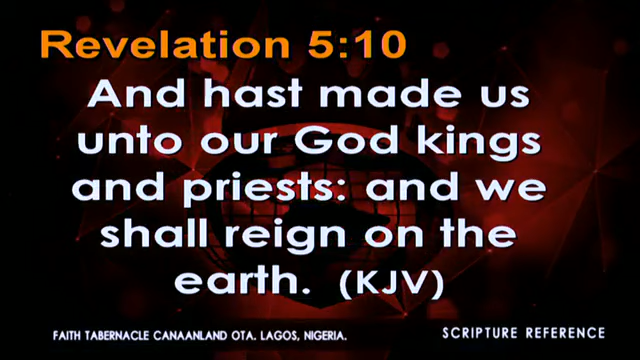 Revelation 5:10
And hast made us
unto our God kings
and priests: and we
shall reign on the
earth. (KJV)
FAITH TABERNACLE CANAANLAND OTA. LAGOS, NIGERIA.
SCRIPTURE REFERENCE